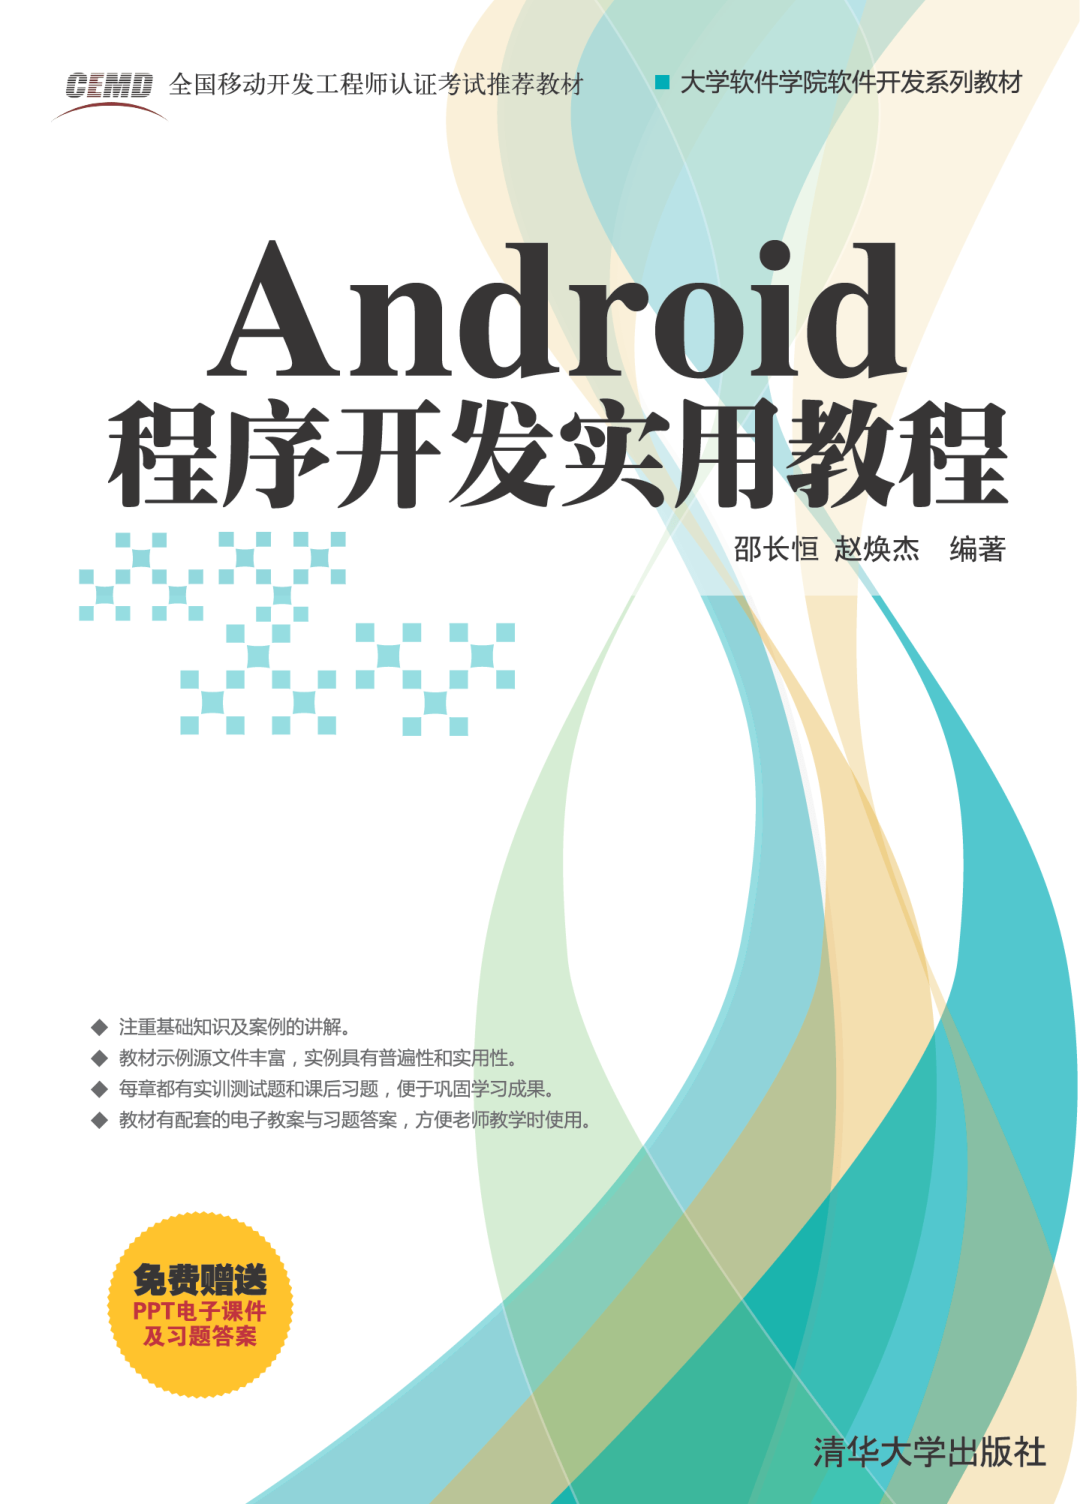 CEMD 全国移动开发工程师认证考试推荐教材
■ 大学软件学院软件开发系列教材
Android
程序开发实用教程
邵长恒 赵焕杰 编著
◆ 注重基础知识及案例的讲解。
◆ 教材示例源文件丰富，实例具有普遍性和实用性。
◆ 每章都有实训测试题和课后习题，便于巩固学习成果。
◆ 教材有配套的电子教案与习题答案，方便老师教学时使用。
免费赠送
PPT电子课件
及习题答案
清华大学出版社